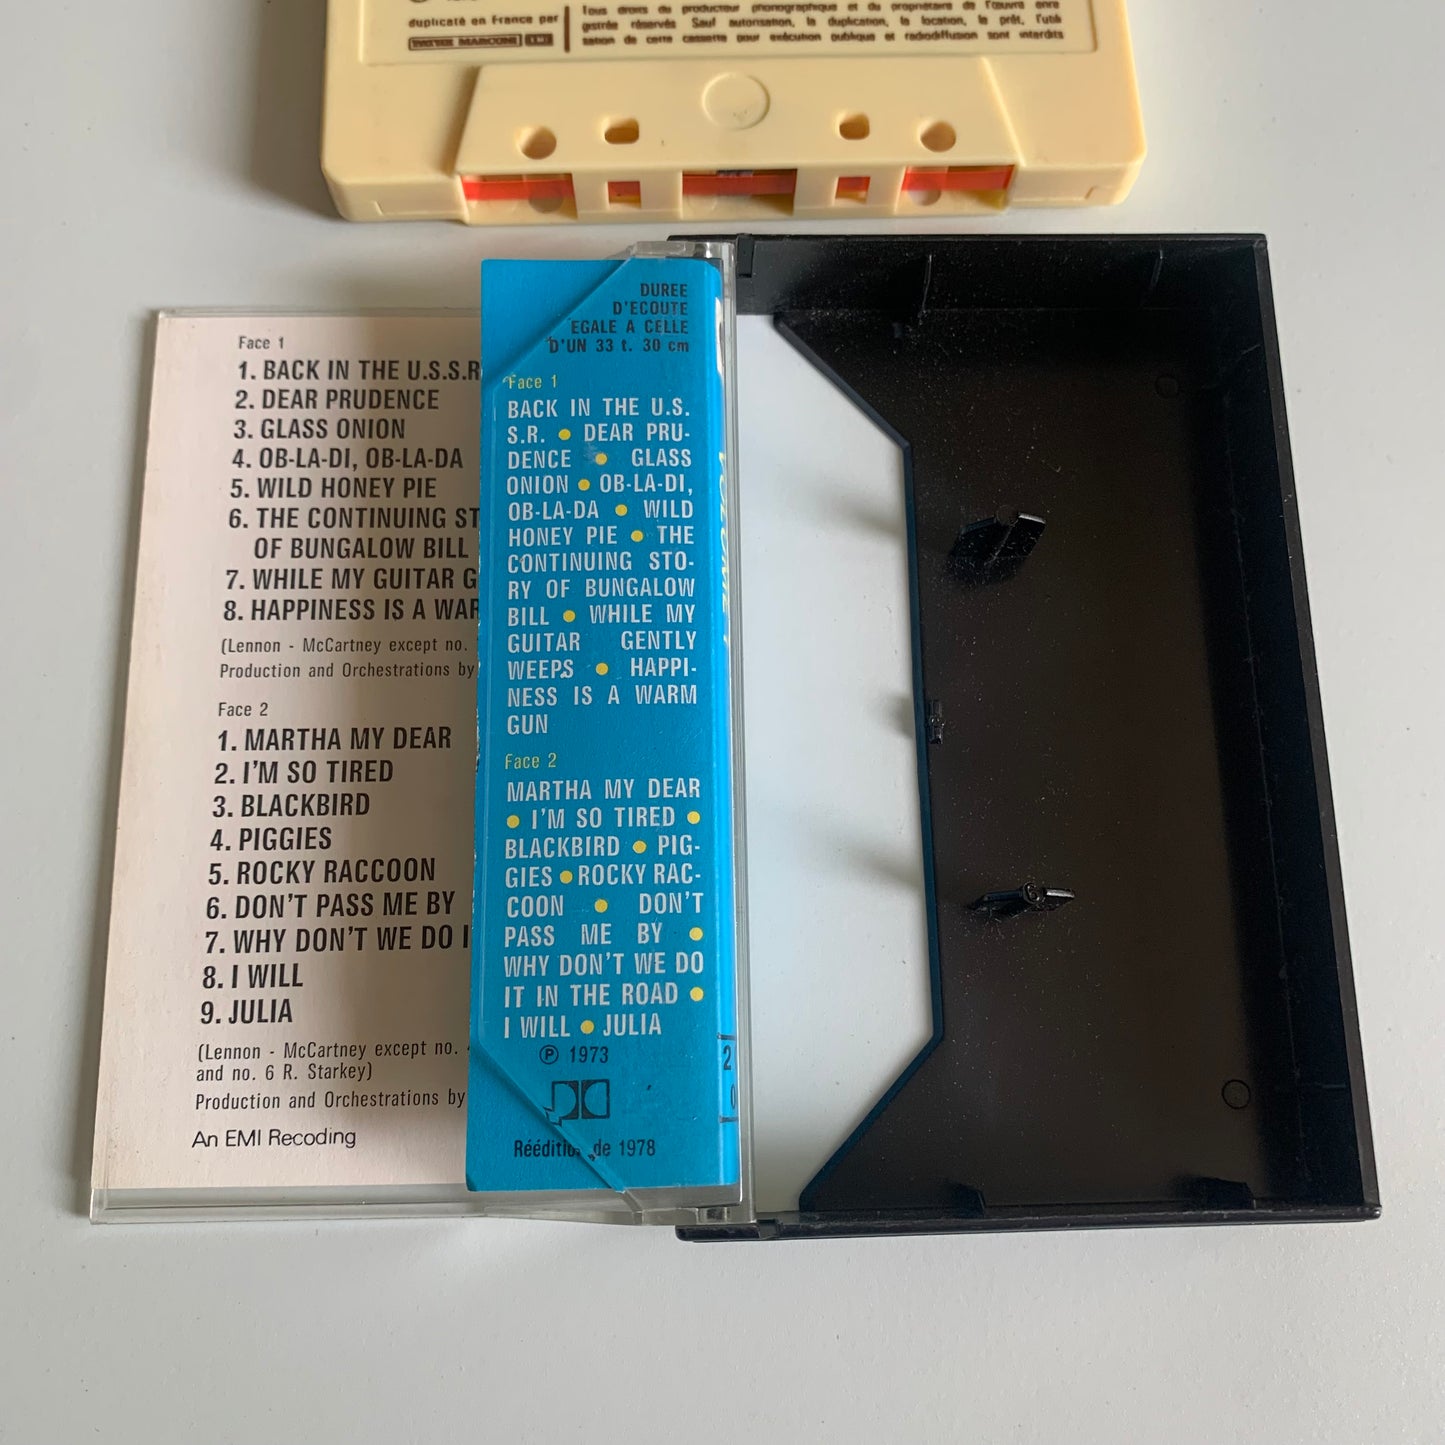 duplicaté en France par
PATHE MARCONI EMI
Tous droits du producteur phonographique et du propriétaire de l'œuvre enre
gistrée réservés Sauf autorisation, la duplication, la location, le prêt, l'utili
sation de cette cassette pour exécution publique et radiodiffusion sont interdits
Face 1
1. BACK IN THE U.S.S.R
2. DEAR PRUDENCE
3. GLASS ONION
4. OB-LA-DI, OB-LA-DA
5. WILD HONEY PIE
6. THE CONTINUING ST
OF BUNGALOW BILL
7. WHILE MY GUITAR G
8. HAPPINESS IS A WAR
(Lennon - McCartney except no.
Production and Orchestrations by
Face 2
1. MARTHA MY DEAR
2. I'M SO TIRED
3. BLACKBIRD
4. PIGGIES
5. ROCKY RACCOON
6. DON'T PASS ME BY
7. WHY DON'T WE DO I
8. I WILL
9. JULIA
(Lennon - McCartney except no. 4
and no. 6 R. Starkey)
Production and Orchestrations by
An EMI Recoding
DUREE
D'ECOUTE
EGALE A CELLE
D'UN 33 t. 30 cm
Face 1
BACK IN THE U.S.
S.R. ● DEAR PRU-
DENCE ● GLASS
ONION ● OB-LA-DI,
OB-LA-DA ● WILD
HONEY PIE ● THE
CONTINUING STO-
RY OF BUNGALOW
BILL ● WHILE MY
GUITAR GENTLY
WEEPS ● HAPPI-
NESS IS A WARM
GUN
Face 2
MARTHA MY DEAR
● I'M SO TIRED ●
BLACKBIRD ● PIG-
GIES ● ROCKY RAC-
COON ● DON'T
PASS ME BY ●
WHY DON'T WE DO
IT IN THE ROAD ●
I WILL ● JULIA
℗ 1973
Réédition de 1978